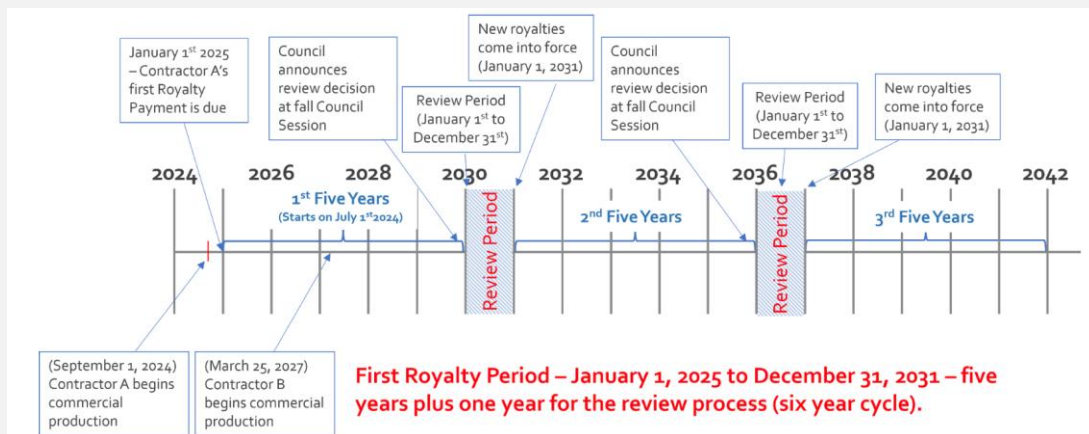 January 1st 2025
– Contractor A's
first Royalty
Payment is due
Council
announces
review decision
at fall Council
Session
Review Period
(January 1st to
December 31st)
New royalties
come into force
(January 1, 2031)
Council
announces
review decision
at fall Council
Session
Review Period
(January 1st to
December 31st)
New royalties
come into force
(January 1, 2031)
2024 2026 2028 2030 2032 2034 2036 2038 2040 2042
1st Five Years
(Starts on July 1st2024)
Review Period
2nd Five Years
Review Period
3rd Five Years
(September 1, 2024)
Contractor A begins
commercial
production
(March 25, 2027)
Contractor B
begins commercial
production
First Royalty Period – January 1, 2025 to December 31, 2031 – five
years plus one year for the review process (six year cycle).